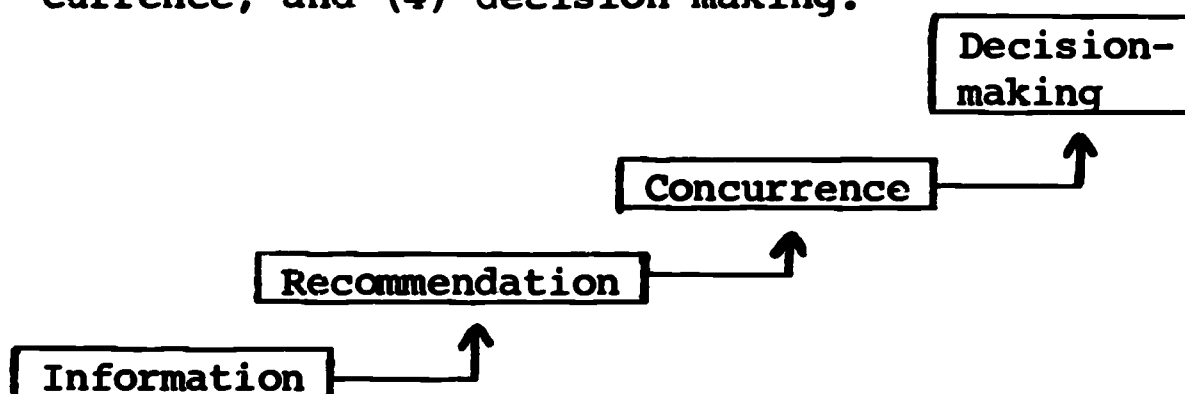 currence, and (4) decision making.
Decision-
making
Concurrence
Recommendation
Information